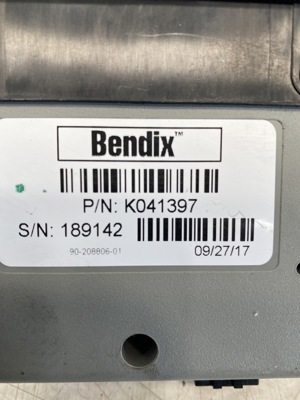 Bendix™
P/N: K041397
S/N: 189142
90-208806-01
09/27/17